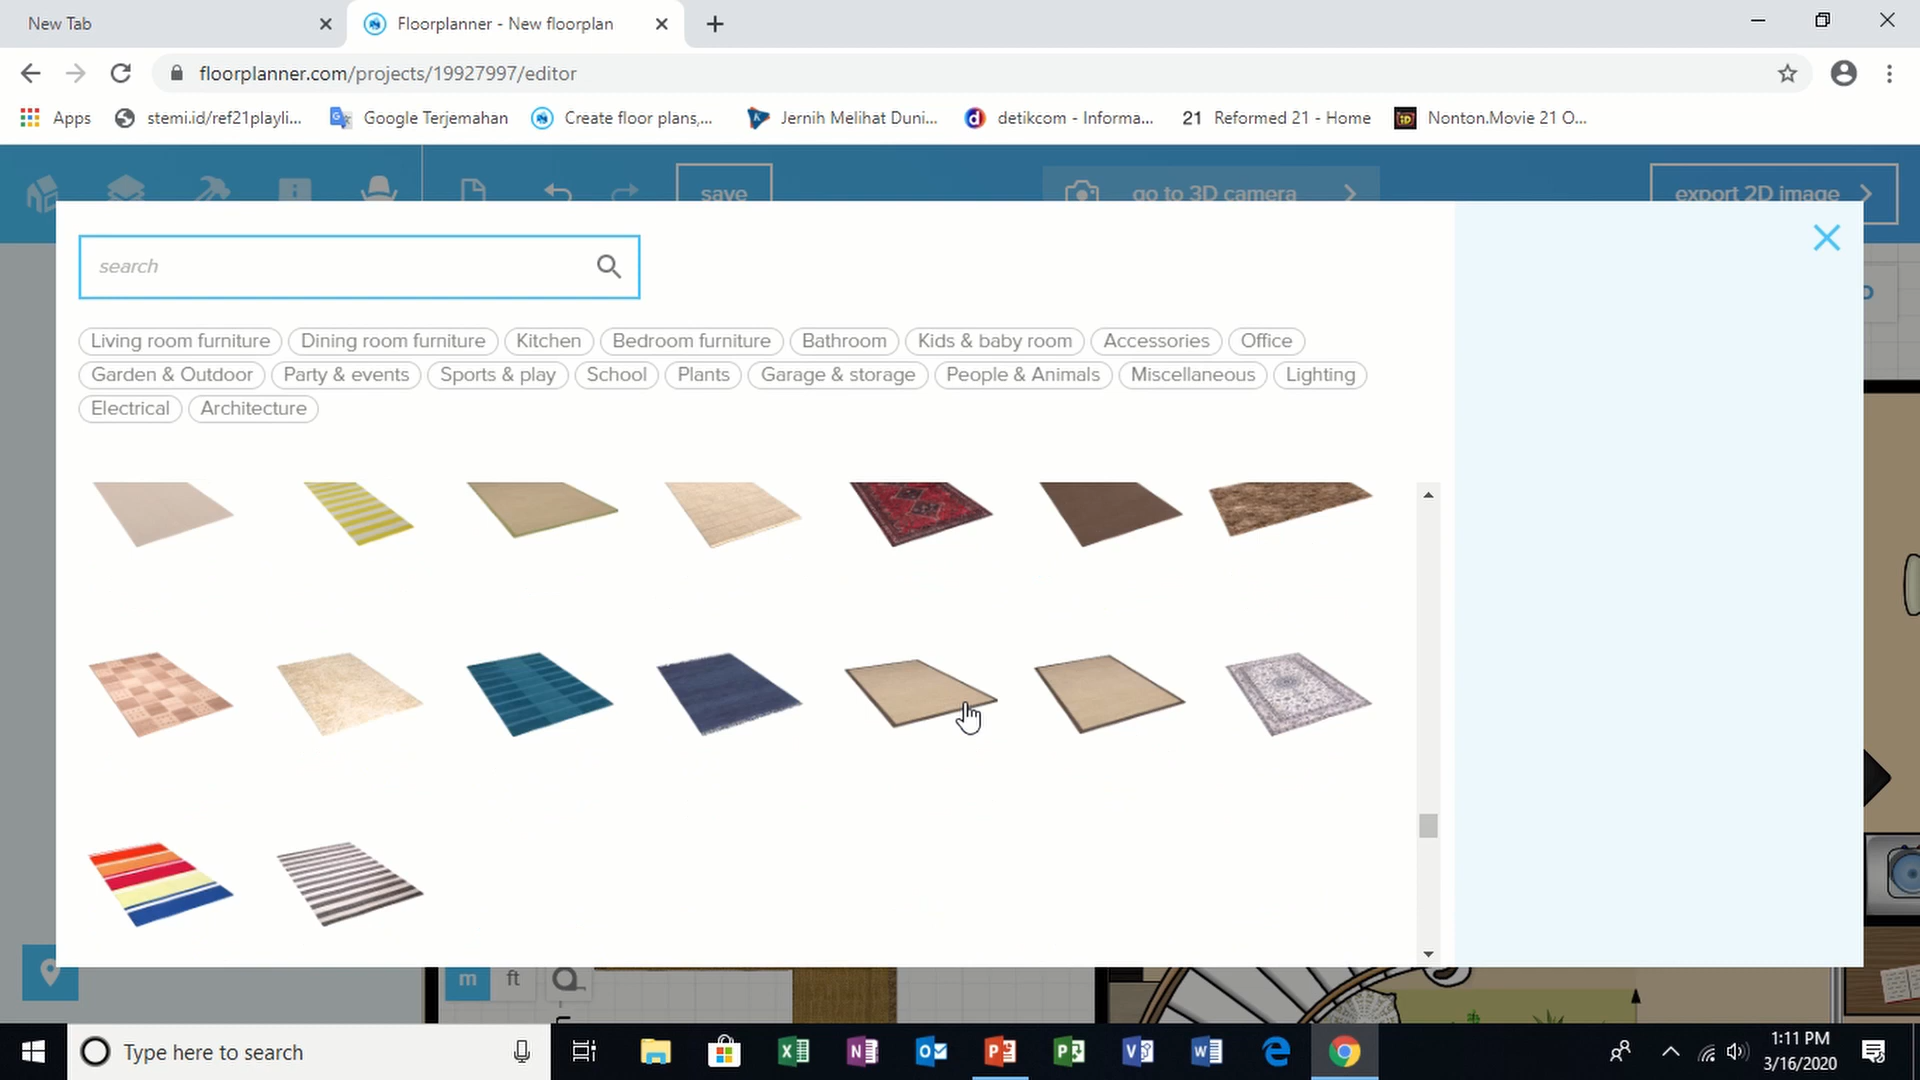 New Tab
Floorplanner - New floorplan
floorplanner.com/projects/19927997/editor
Apps
stemi.id/ref21playli...
Google Terjemahan
Create floor plans,...
Jernih Melihat Duni...
detikcom - Informa...
21 Reformed 21 - Home
Nonton.Movie 21 O...
save
go to 3D camera
export 2D image
search
Living room furniture
Dining room furniture
Kitchen
Bedroom furniture
Bathroom
Kids & baby room
Accessories
Office
Garden & Outdoor
Party & events
Sports & play
School
Plants
Garage & storage
People & Animals
Miscellaneous
Lighting
Electrical
Architecture
m
ft
Type here to search
1:11 PM
3/16/2020